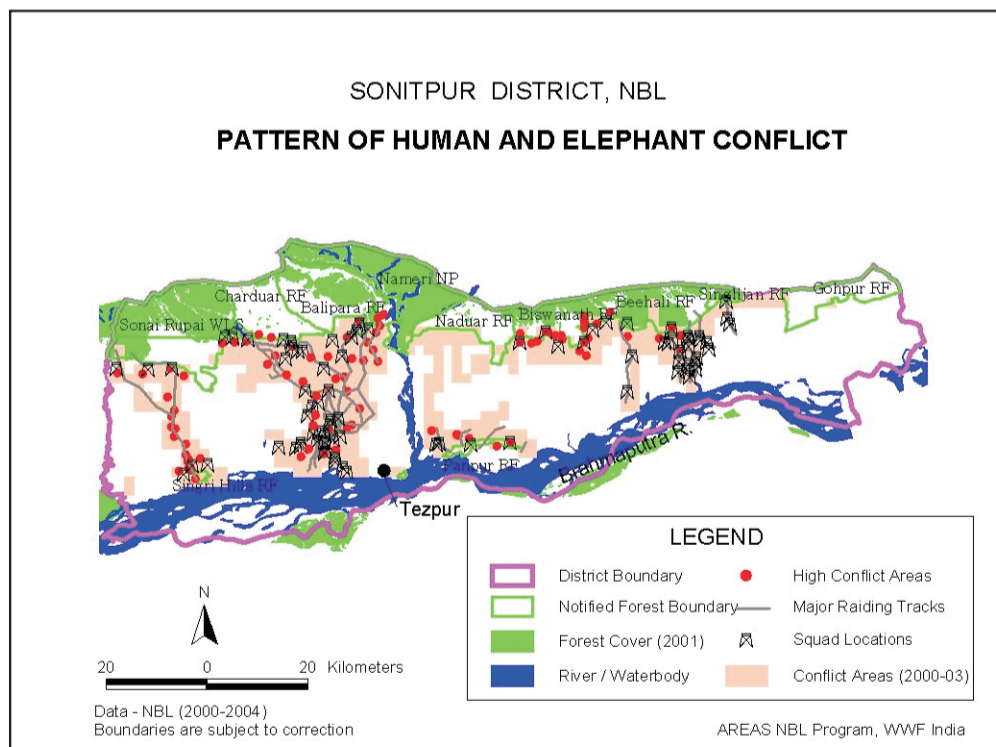 SONITPUR DISTRICT, NBL
PATTERN OF HUMAN AND ELEPHANT CONFLICT
Nameri NP
Charduar RF
Balipara RF
Sonai Rupai WLS
Naduar RF
Biswanath
Beehali RF
Singlijan RF
Gohpur RF
Singri Hills RF
Panpur RF
Brahmaputra R.
Tezpur
LEGEND
District Boundary
High Conflict Areas
Notified Forest Boundary
Major Raiding Tracks
Forest Cover (2001)
Squad Locations
River / Waterbody
Conflict Areas (2000-03)
N
20 0 20 Kilometers
Data - NBL (2000-2004)
Boundaries are subject to correction
AREAS NBL Program, WWF India